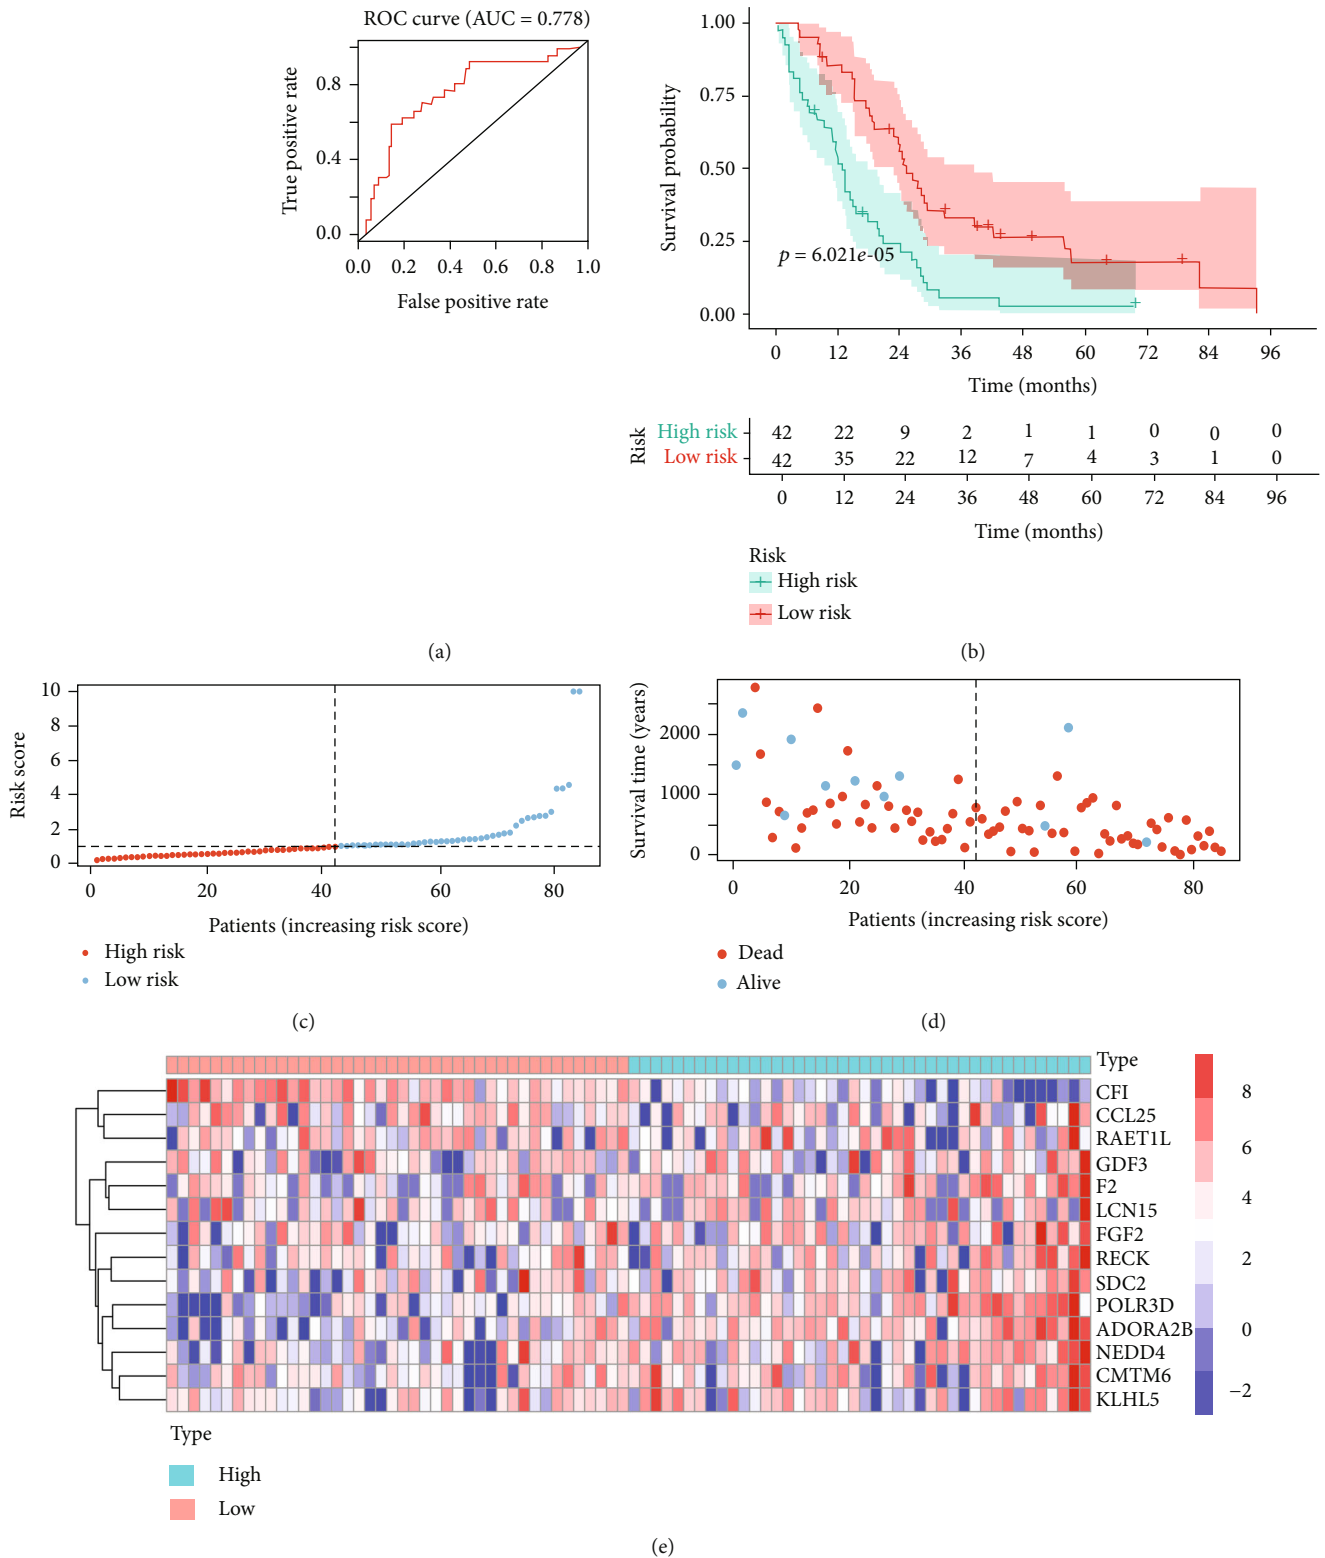 ROC curve (AUC = 0.778)
True positive rate
0.8
0.4
0.0
0.0 0.2 0.4 0.6 0.8 1.0
False positive rate
(a)
Survival probability
1.00
0.75
0.50
0.25
0.00
p = 6.021e-05
0 12 24 36 48 60 72 84 96
Time (months)
Risk
High risk 42 22 9 2 1 1 0 0 0
Low risk 42 35 22 12 7 4 3 1 0
0 12 24 36 48 60 72 84 96
Time (months)
Risk
High risk
Low risk
(b)
Risk score
10
8
6
4
2
0
0 20 40 60 80
Patients (increasing risk score)
High risk
Low risk
(c)
Survival time (years)
2000
1000
0
0 20 40 60 80
Patients (increasing risk score)
Dead
Alive
(d)
Type
CFI
CCL25
RAET1L
GDF3
F2
LCN15
FGF2
RECK
SDC2
POLR3D
ADORA2B
NEDD4
CMTM6
KLHL5
8
6
4
2
0
−2
Type
High
Low
(e)